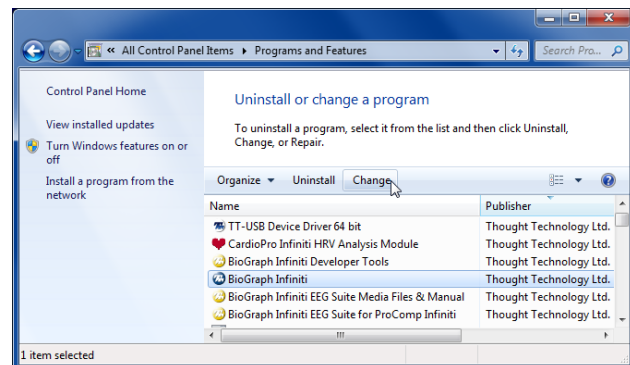 « All Control Panel Items ▸ Programs and Features
Search Pro...
Control Panel Home
View installed updates
Turn Windows features on or
off
Install a program from the
network
Uninstall or change a program
To uninstall a program, select it from the list and then click Uninstall,
Change, or Repair.
Organize Uninstall Change
Name Publisher
TT-USB Device Driver 64 bit Thought Technology Ltd.
CardioPro Infiniti HRV Analysis Module Thought Technology Ltd.
BioGraph Infiniti Developer Tools Thought Technology Ltd.
BioGraph Infiniti Thought Technology Ltd.
BioGraph Infiniti EEG Suite Media Files & Manual Thought Technology Ltd.
BioGraph Infiniti EEG Suite for ProComp Infiniti Thought Technology Ltd.
1 item selected